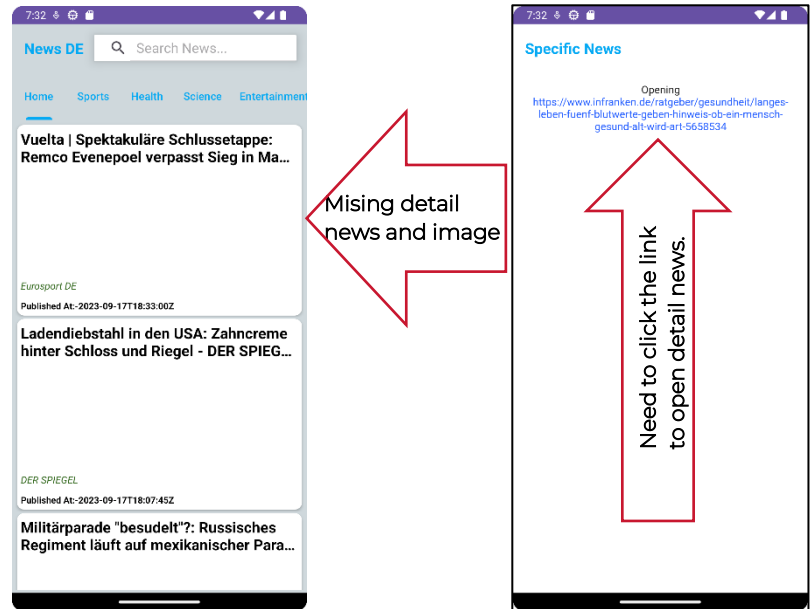 7:32
News DE
Search News...
Home Sports Health Science Entertainment
Vuelta | Spektakuläre Schlussetappe:
Remco Evenepoel verpasst Sieg in Ma...
Eurosport DE
Published At:-2023-09-17T18:33:00Z
Ladendiebstahl in den USA: Zahncreme
hinter Schloss und Riegel - DER SPIEG...
DER SPIEGEL
Published At:-2023-09-17T18:07:45Z
Militärparade "besudelt"?: Russisches
Regiment läuft auf mexikanischer Para...
Mising detail
news and image
7:32
Specific News
Opening
https://www.infranken.de/ratgeber/gesundheit/langes-
leben-fuenf-blutwerte-geben-hinweis-ob-ein-mensch-
gesund-alt-wird-art-5658534
Need to click the link
to open detail news.